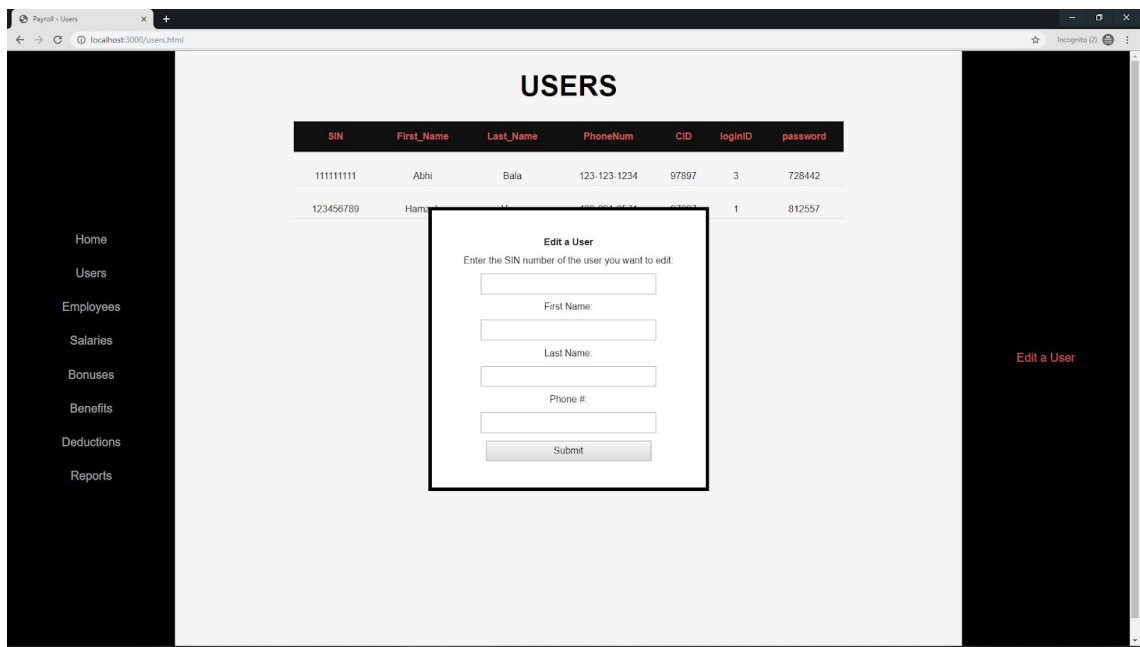 Payroll - Users
localhost:3000/users.html
Incognito (2)
USERS
SIN First_Name Last_Name PhoneNum CID loginID password
111111111 Abhi Bala 123-123-1234 97897 3 728442
123456789 1 812557
Home
Users
Employees
Salaries
Bonuses
Benefits
Deductions
Reports
Edit a User
Enter the SIN number of the user you want to edit:
First Name:
Last Name:
Phone #:
Submit
Edit a User